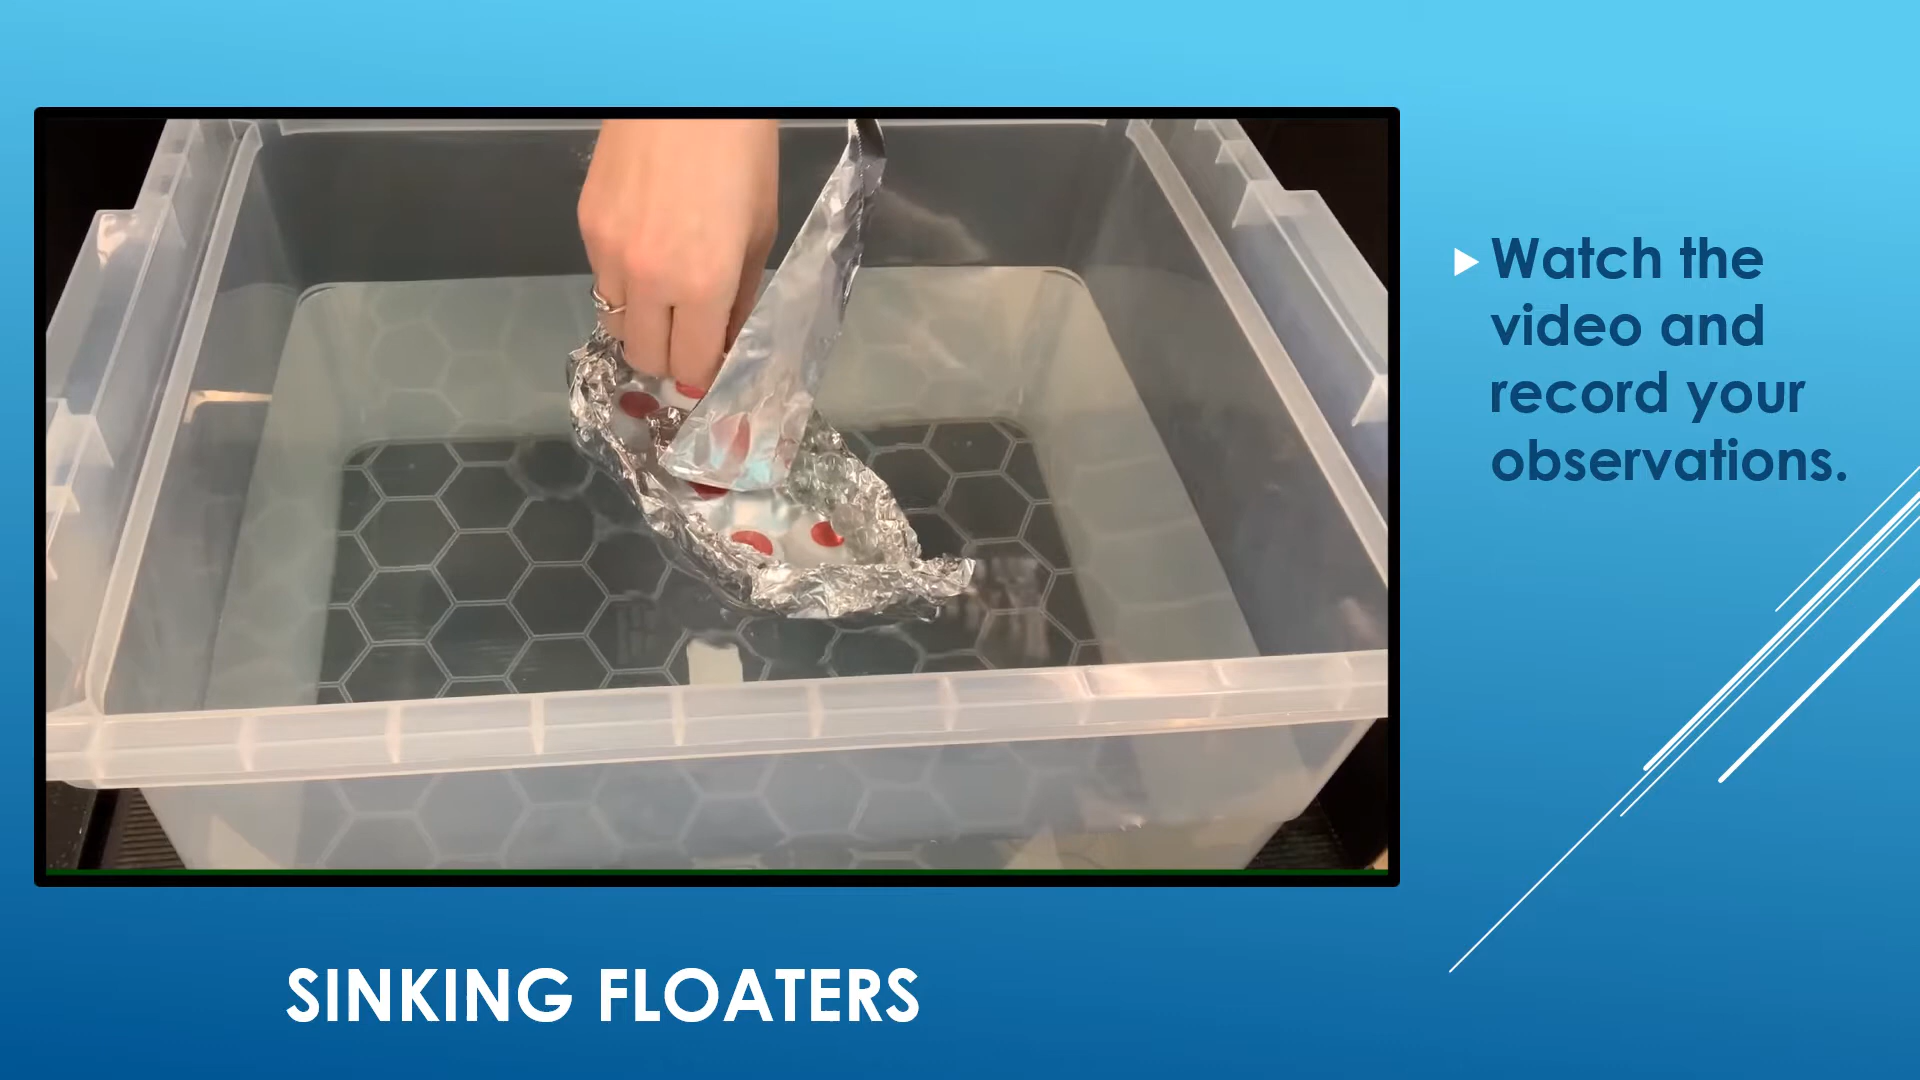 Watch the
video and
record your
observations.
SINKING FLOATERS